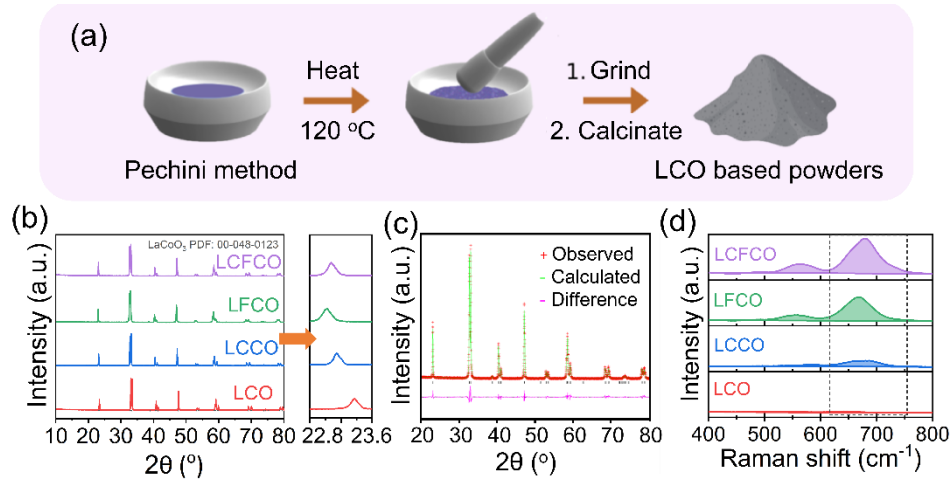 (a)
Heat
120 °C
1. Grind
2. Calcinate
Pechini method
LCO based powders
(b)
LaCoO₃ PDF: 00-048-0123
LCFCO
LFCO
LCCO
LCO
Intensity (a.u.)
10 20 30 40 50 60 70 80
22.8 23.6
2θ (°)
(c)
Observed
Calculated
Difference
Intensity (a.u.)
20 30 40 50 60 70 80
2θ (°)
(d)
LCFCO
LFCO
LCCO
LCO
Intensity (a.u.)
400 500 600 700 800
Raman shift (cm⁻¹)